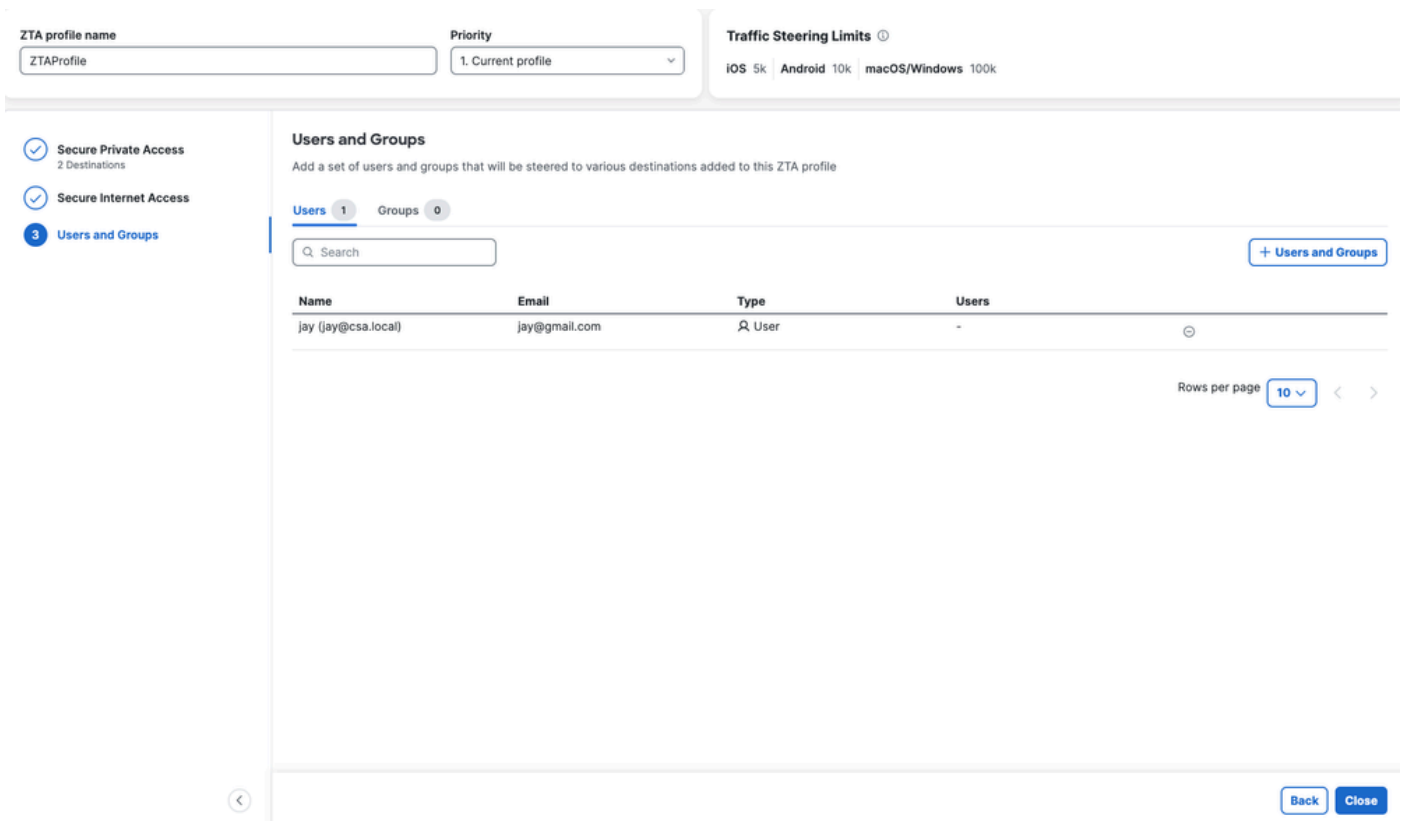 ZTA profile name
Priority
ZTAProfile
1. Current profile
Traffic Steering Limits
iOS 5k Android 10k macOS/Windows 100k
Secure Private Access
2 Destinations
Secure Internet Access
3 Users and Groups
Users and Groups
Add a set of users and groups that will be steered to various destinations added to this ZTA profile
Users 1 Groups 0
Search
+ Users and Groups
Name Email Type Users
jay (jay@csa.local) jay@gmail.com User -
Rows per page 10
Back Close